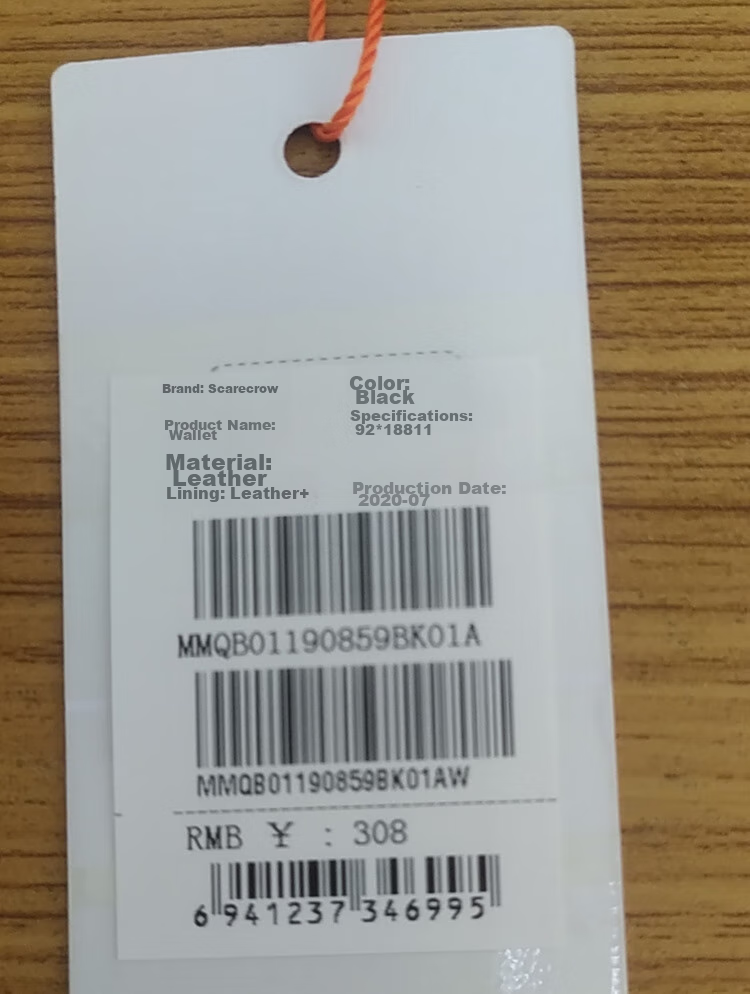 Brand: Scarecrow
Color:
Black
Product Name:
Wallet
Specifications:
92*18811
Material:
Leather
Lining: Leather+
Production Date:
2020-07
MMQB01190859BK01A
MMQB01190859BK01AW
RMB ¥ : 308
6 941237 346995